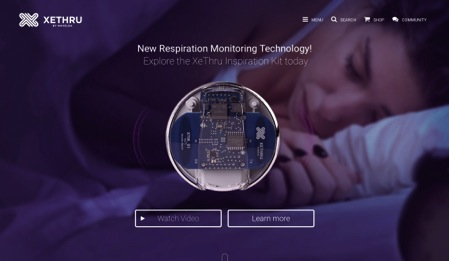 XETHRU
BY NOVELDA
MENU
SEARCH
SHOP
COMMUNITY
New Respiration Monitoring Technology!
Explore the XeThru Inspiration Kit today.
XETHRU
Watch Video
Learn more